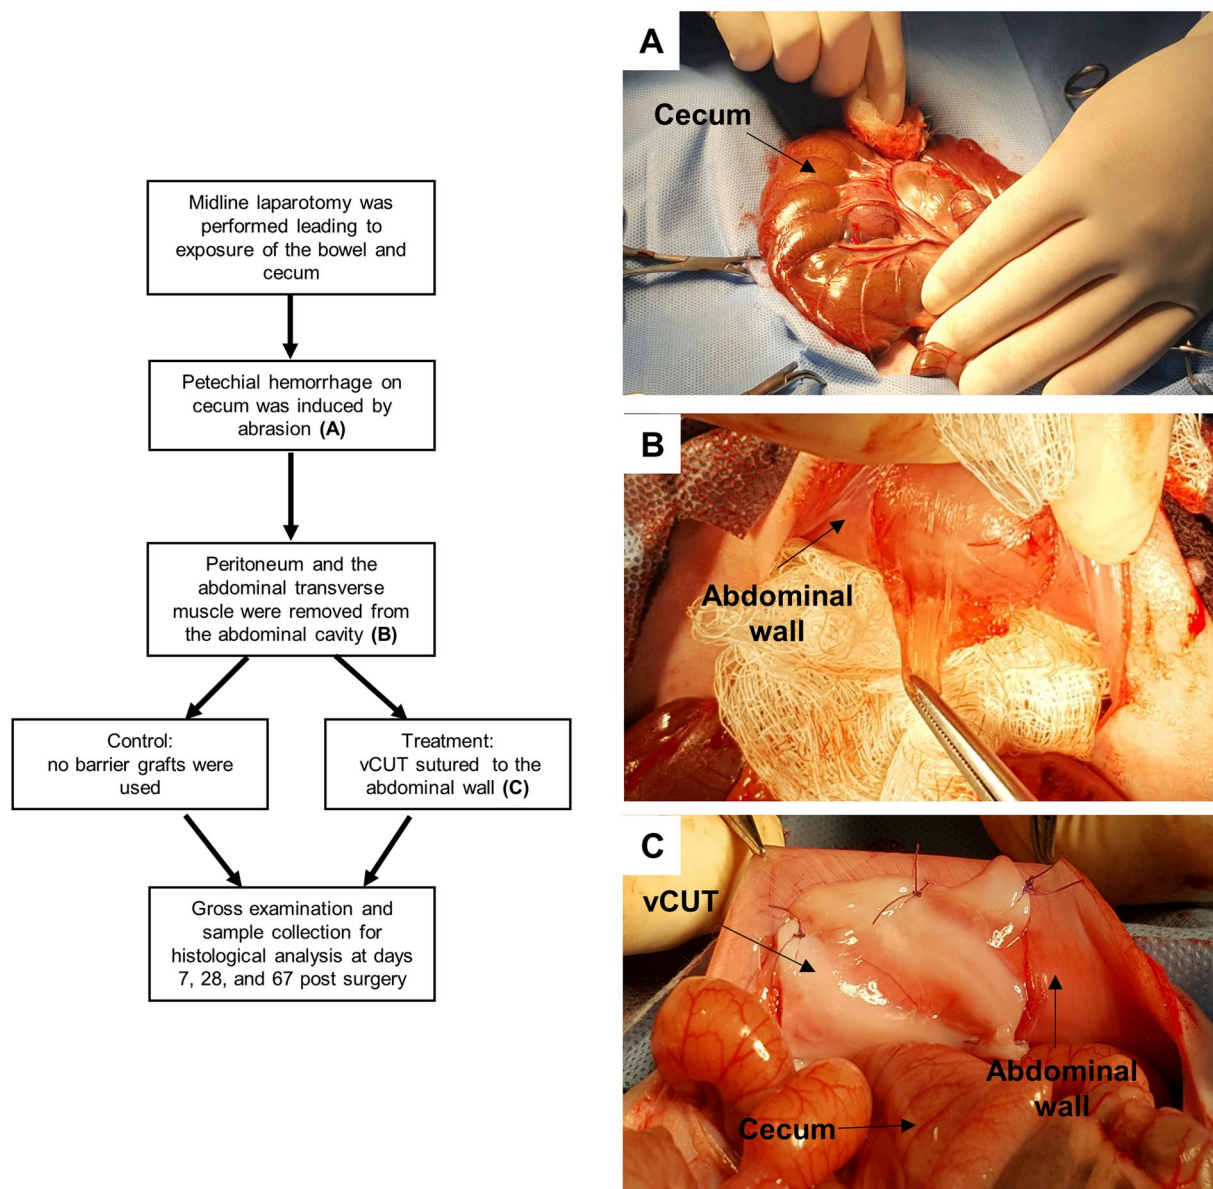 Midline laparotomy was
performed leading to
exposure of the bowel and
cecum
Petechial hemorrhage on
cecum was induced by
abrasion (A)
Peritoneum and the
abdominal transverse
muscle were removed from
the abdominal cavity (B)
Control:
no barrier grafts were
used
Treatment:
vCUT sutured to the
abdominal wall (C)
Gross examination and
sample collection for
histological analysis at days
7, 28, and 67 post surgery
A
Cecum
B
Abdominal
wall
C
vCUT
Abdominal
wall
Cecum